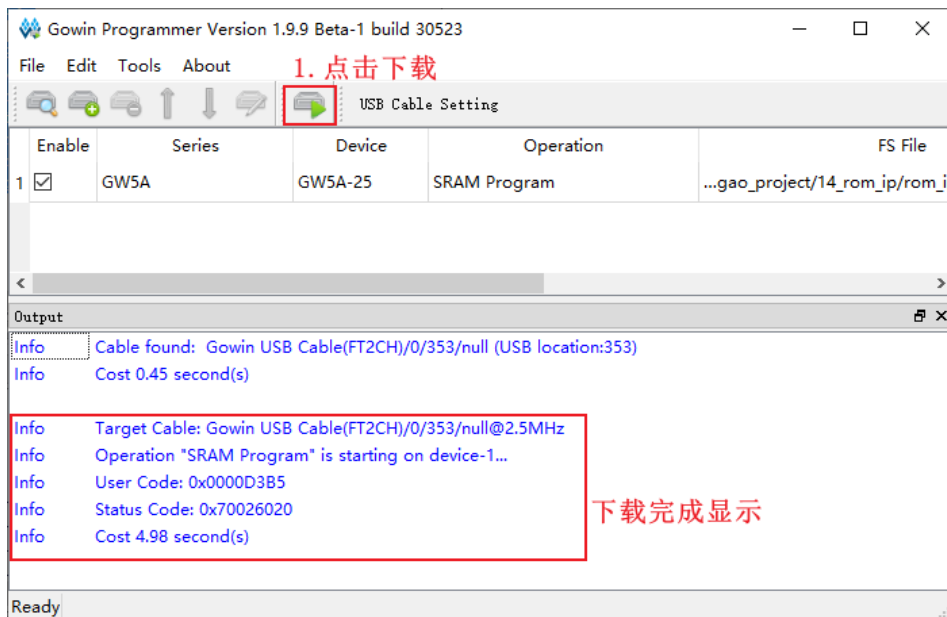 Gowin Programmer Version 1.9.9 Beta-1 build 30523
File Edit Tools About
1. 点击下载
USB Cable Setting
Enable Series Device Operation FS File
1 GW5A GW5A-25 SRAM Program ...gao_project/14_rom_ip/rom_i
Output
Info Cable found: Gowin USB Cable(FT2CH)/0/353/null (USB location:353)
Info Cost 0.45 second(s)
Info Target Cable: Gowin USB Cable(FT2CH)/0/353/null@2.5MHz
Info Operation "SRAM Program" is starting on device-1...
Info User Code: 0x0000D3B5
Info Status Code: 0x70026020
Info Cost 4.98 second(s)
下载完成显示
Ready